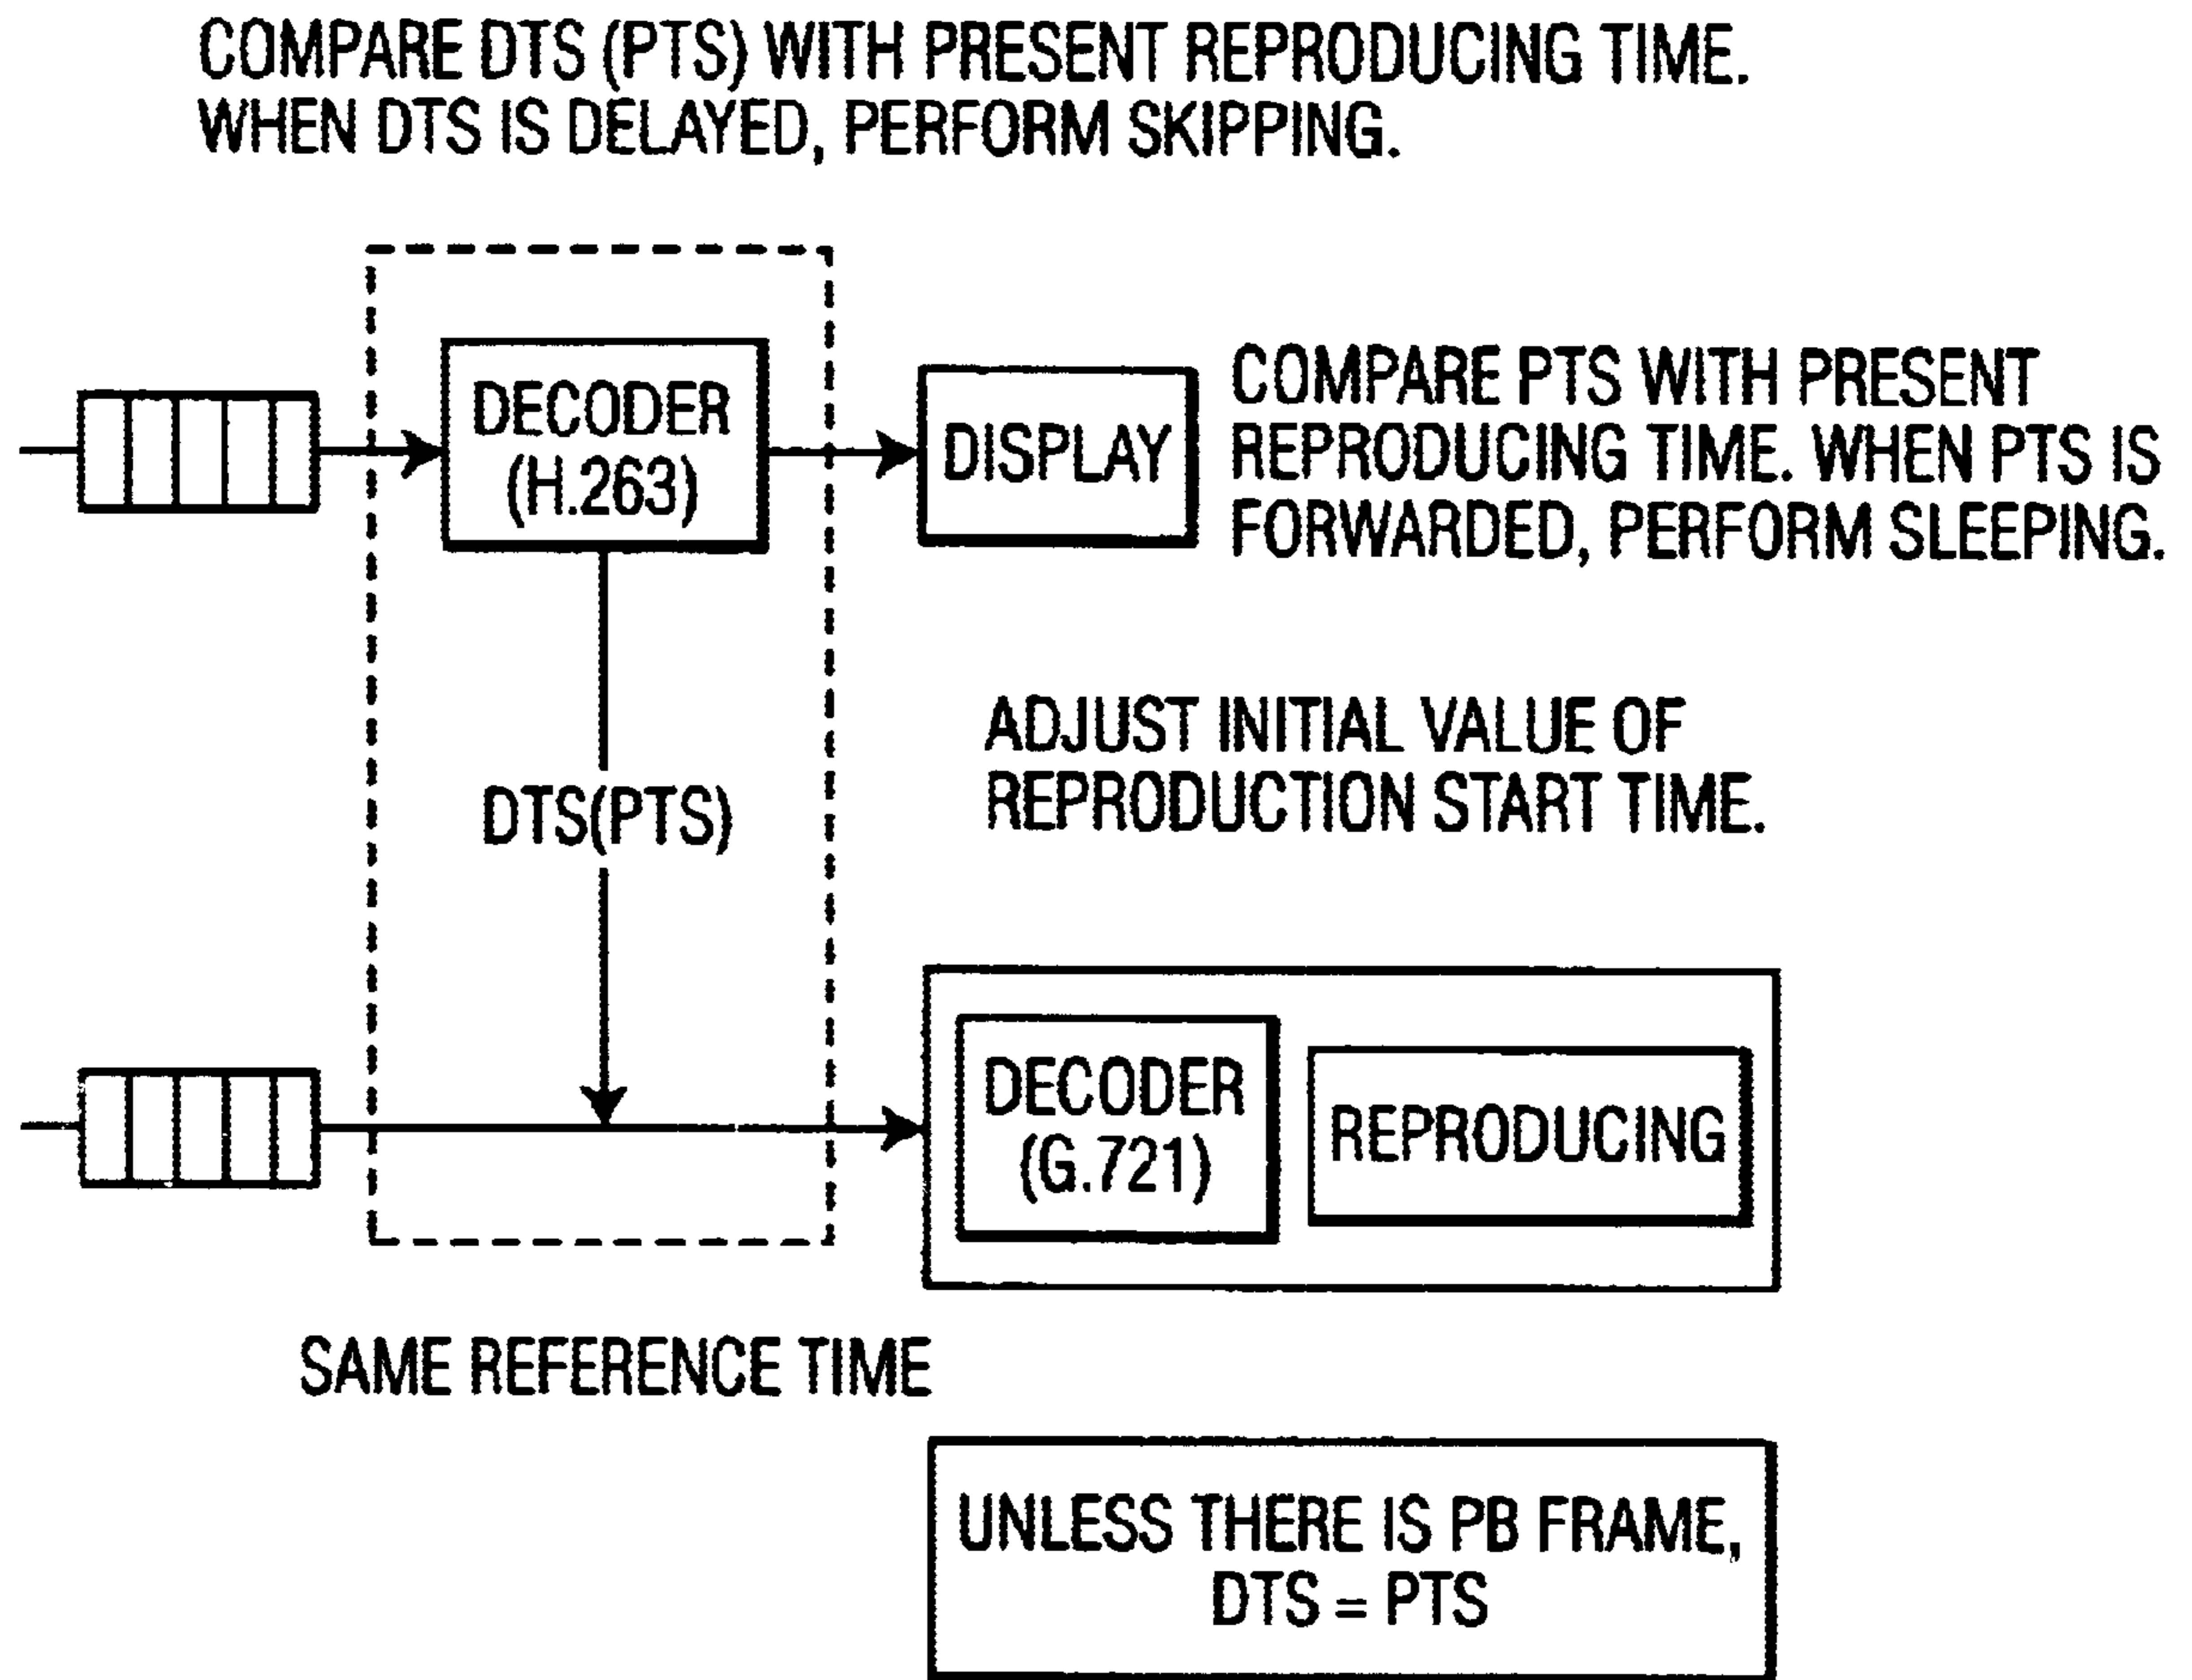 COMPARE DTS (PTS) WITH PRESENT REPRODUCING TIME.
WHEN DTS IS DELAYED, PERFORM SKIPPING.
DECODER
(H.263)
DISPLAY
COMPARE PTS WITH PRESENT
REPRODUCING TIME. WHEN PTS IS
FORWARDED, PERFORM SLEEPING.
DTS(PTS)
ADJUST INITIAL VALUE OF
REPRODUCTION START TIME.
DECODER
(G.721)
REPRODUCING
SAME REFERENCE TIME
UNLESS THERE IS PB FRAME,
DTS = PTS